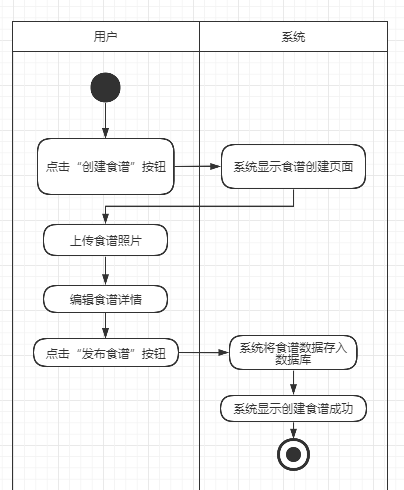 用户
系统
点击“创建食谱”按钮
系统显示食谱创建页面
上传食谱照片
编辑食谱详情
点击“发布食谱”按钮
系统将食谱数据存入
数据库
系统显示创建食谱成功